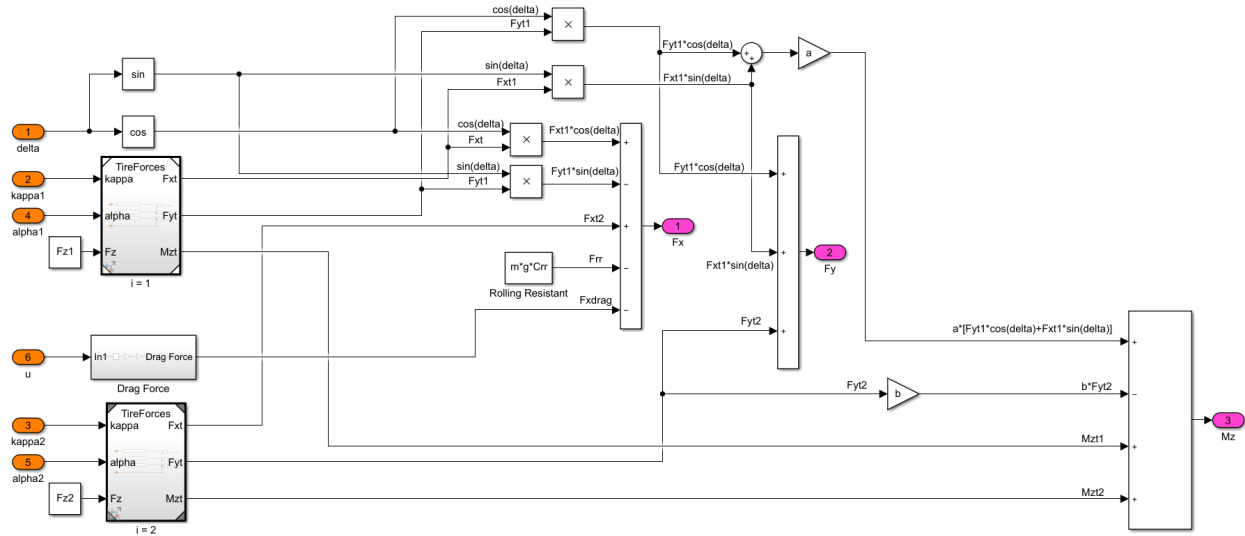 cos(delta)
Fyt1
×
Fyt1*cos(delta)
+
+
a
sin
sin(delta)
Fxt1
×
Fxt1*sin(delta)
1
delta
cos
cos(delta)
Fxt
×
Fxt1*cos(delta)
+
sin(delta)
Fyt1
×
Fyt1*sin(delta)
−
Fyt1*cos(delta)
+
TireForces
2
kappa1
kappa
Fxt
4
alpha1
alpha
Fyt
Fz1
Fz
Mzt
i = 1
Fxt2
+
1
Fx
m*g*Crr
Rolling Resistant
Frr
−
Fxdrag
−
Fxt1*sin(delta)
+
2
Fy
Fyt2
+
6
u
In1
Drag Force
Drag Force
a*[Fyt1*cos(delta)+Fxt1*sin(delta)]
+
Fyt2
b
b*Fyt2
−
3
Mz
Mzt1
+
Mzt2
+
TireForces
3
kappa2
kappa
Fxt
5
alpha2
alpha
Fyt
Fz2
Fz
Mzt
i = 2